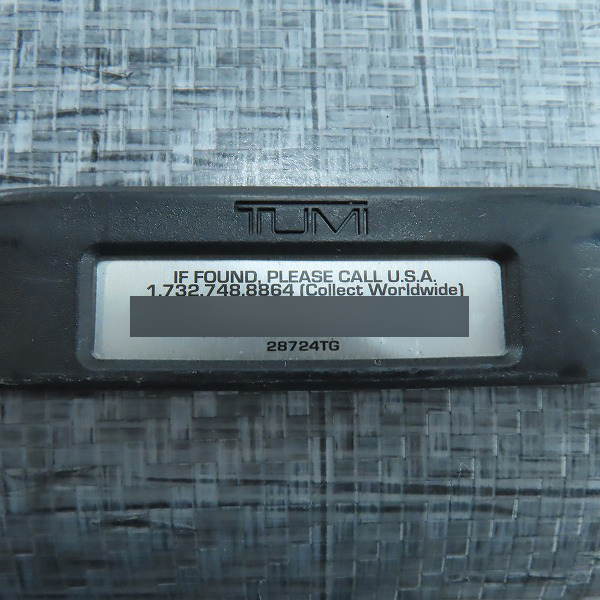 TUMI
IF FOUND, PLEASE CALL U.S.A.
1.732.748.8864 (Collect Worldwide)
28724TG